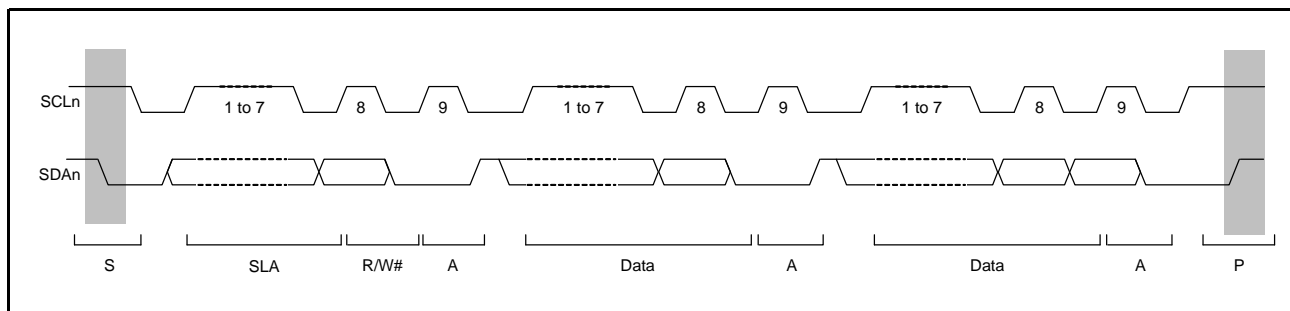 SCLn
1 to 7 8 9 1 to 7 8 9 1 to 7 8 9
SDAn
S SLA R/W# A Data A Data A P